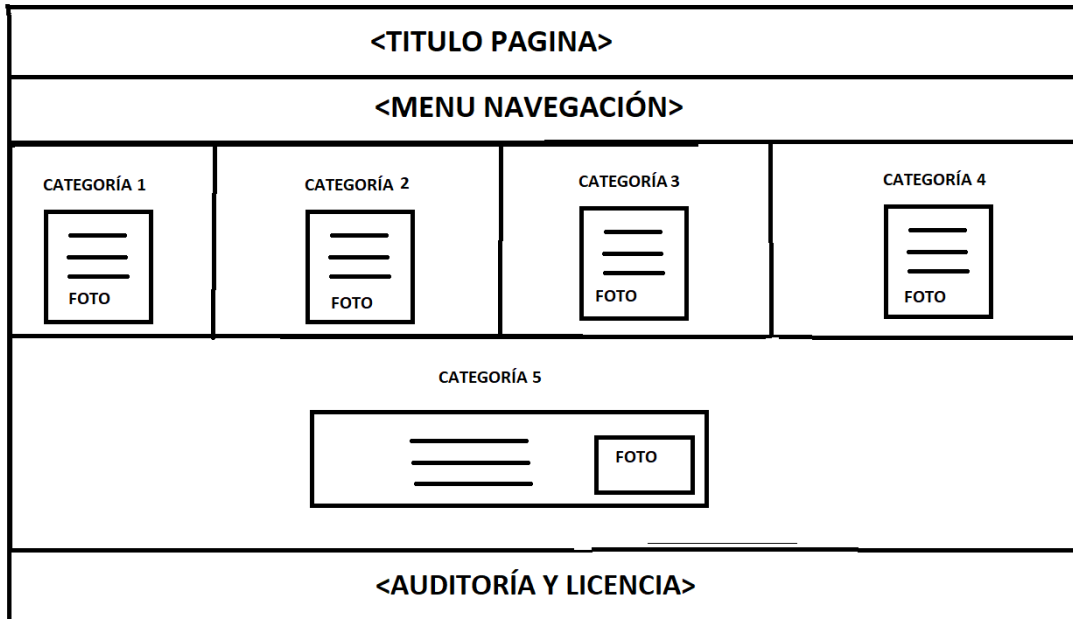 <TITULO PAGINA>
<MENU NAVEGACIÓN>
CATEGORÍA 1
CATEGORÍA 2
CATEGORÍA 3
CATEGORÍA 4
FOTO
FOTO
FOTO
FOTO
CATEGORÍA 5
FOTO
<AUDITORÍA Y LICENCIA>